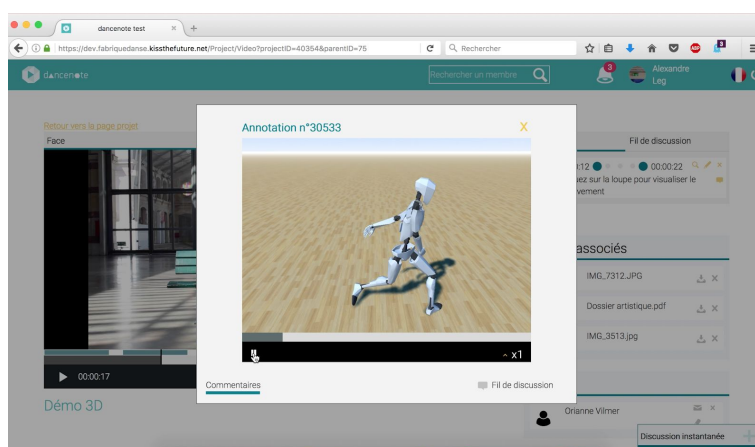 dancenote test
https://dev.fabriquedanse.kissthefuture.net/Project/Video?projectID=40354&parentID=75
Rechercher
ABP
3
dancenote
Rechercher un membre
3
Alexandre
Leg
Retour vers la page projet
Face
Annotation n°30533
X
Fil de discussion
:12
00:00:22
uez sur la loupe pour visualiser le
vement
associés
IMG_7312.JPG
Dossier artistique.pdf
IMG_3513.jpg
x1
00:00:17
Commentaires
Fil de discussion
Démo 3D
Orianne Vilmer
Discussion instantanée